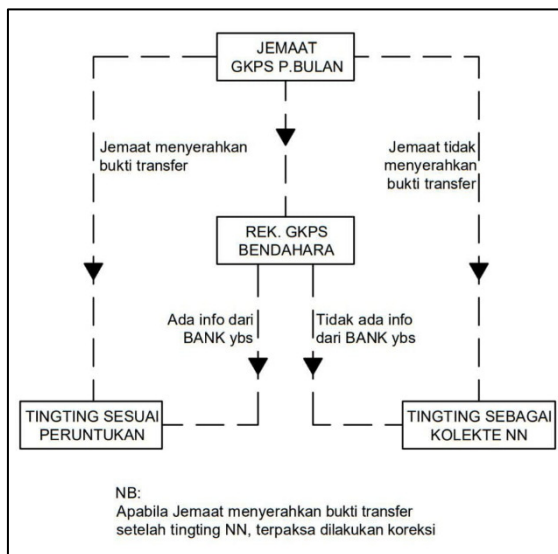 JEMAAT
GKPS P.BULAN
Jemaat menyerahkan
bukti transfer
Jemaat tidak
menyerahkan
bukti transfer
REK. GKPS
BENDAHARA
Ada info dari
BANK ybs
Tidak ada info
dari BANK ybs
TINGTING SESUAI
PERUNTUKAN
TINGTING SEBAGAI
KOLEKTE NN
NB:
Apabila Jemaat menyerahkan bukti transfer
setelah tingting NN, terpaksa dilakukan koreksi